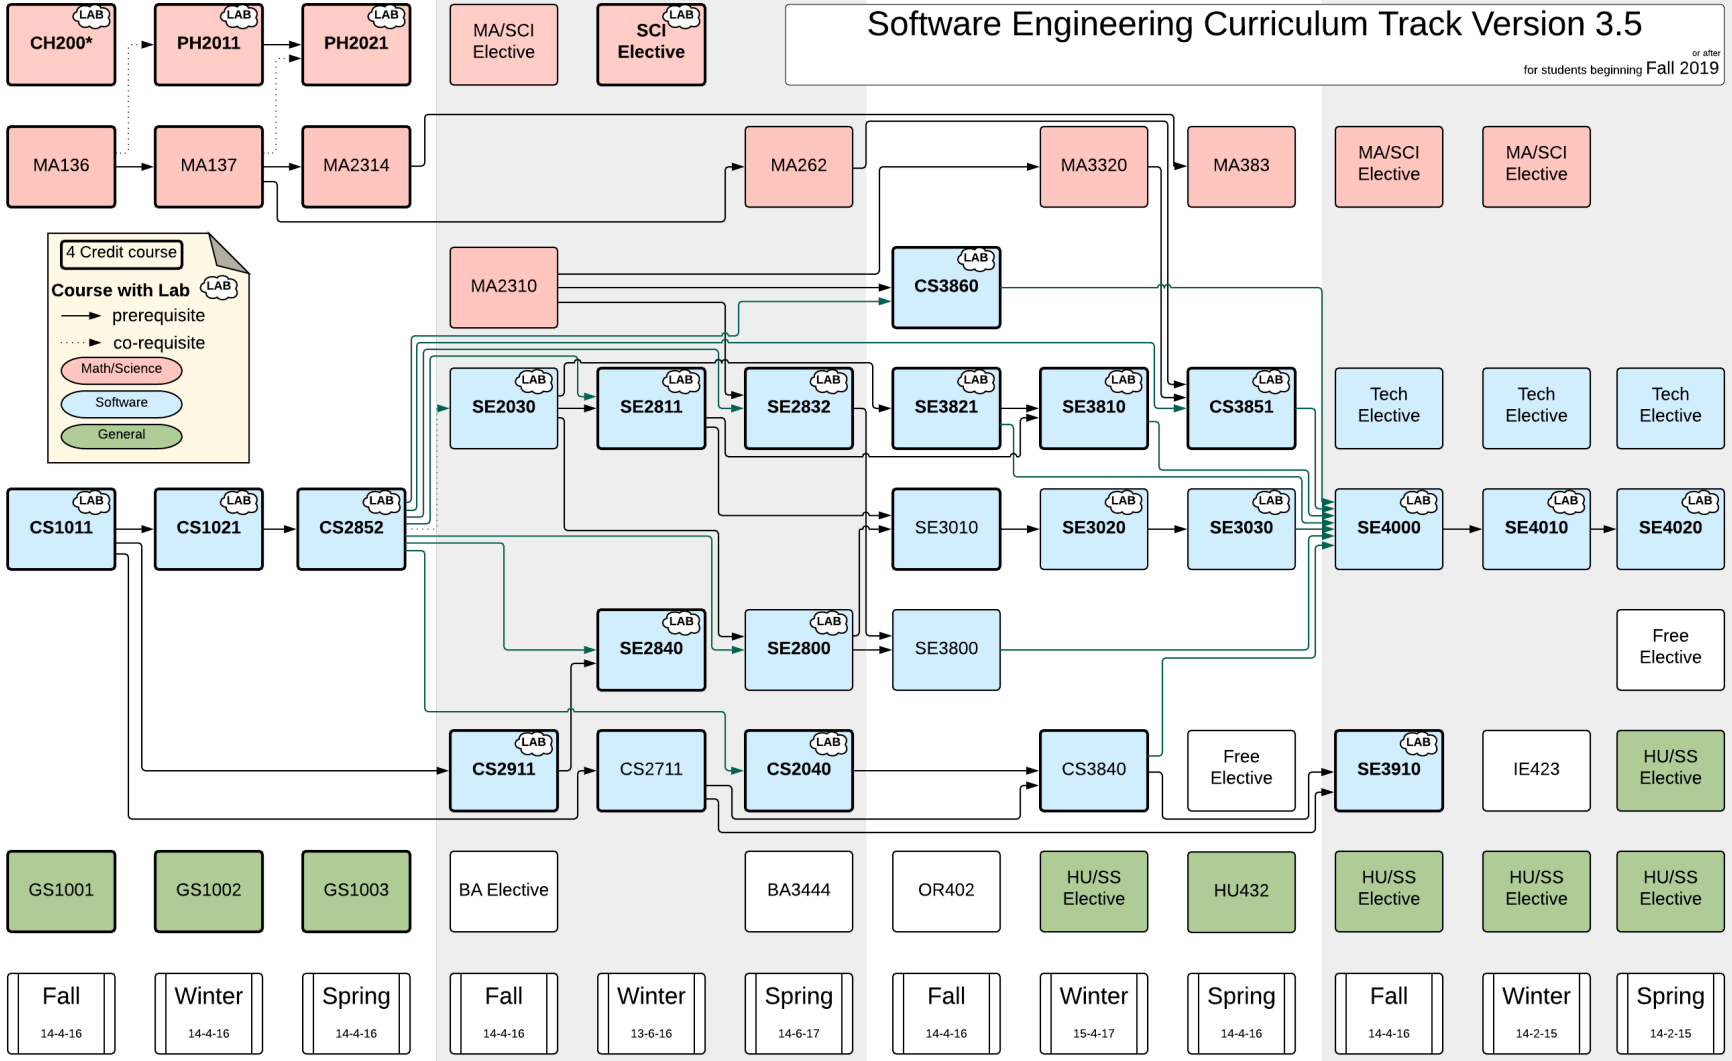 Software Engineering Curriculum Track Version 3.5
or after
for students beginning Fall 2019
LAB
CH200*
LAB
PH2011
LAB
PH2021
MA/SCI
Elective
LAB
SCI
Elective
MA136
MA137
MA2314
MA262
MA3320
MA383
MA/SCI
Elective
MA/SCI
Elective
4 Credit course
Course with Lab
LAB
prerequisite
co-requisite
Math/Science
Software
General
MA2310
LAB
CS3860
LAB
SE2030
LAB
SE2811
LAB
SE2832
LAB
SE3821
LAB
SE3810
LAB
CS3851
Tech
Elective
Tech
Elective
Tech
Elective
LAB
CS1011
LAB
CS1021
LAB
CS2852
SE3010
LAB
SE3020
LAB
SE3030
LAB
SE4000
LAB
SE4010
LAB
SE4020
LAB
SE2840
LAB
SE2800
SE3800
Free
Elective
LAB
CS2911
CS2711
LAB
CS2040
CS3840
Free
Elective
LAB
SE3910
IE423
HU/SS
Elective
GS1001
GS1002
GS1003
BA Elective
BA3444
OR402
HU/SS
Elective
HU432
HU/SS
Elective
HU/SS
Elective
HU/SS
Elective
Fall
14-4-16
Winter
14-4-16
Spring
14-4-16
Fall
14-4-16
Winter
13-6-16
Spring
14-6-17
Fall
14-4-16
Winter
15-4-17
Spring
14-4-16
Fall
14-4-16
Winter
14-2-15
Spring
14-2-15